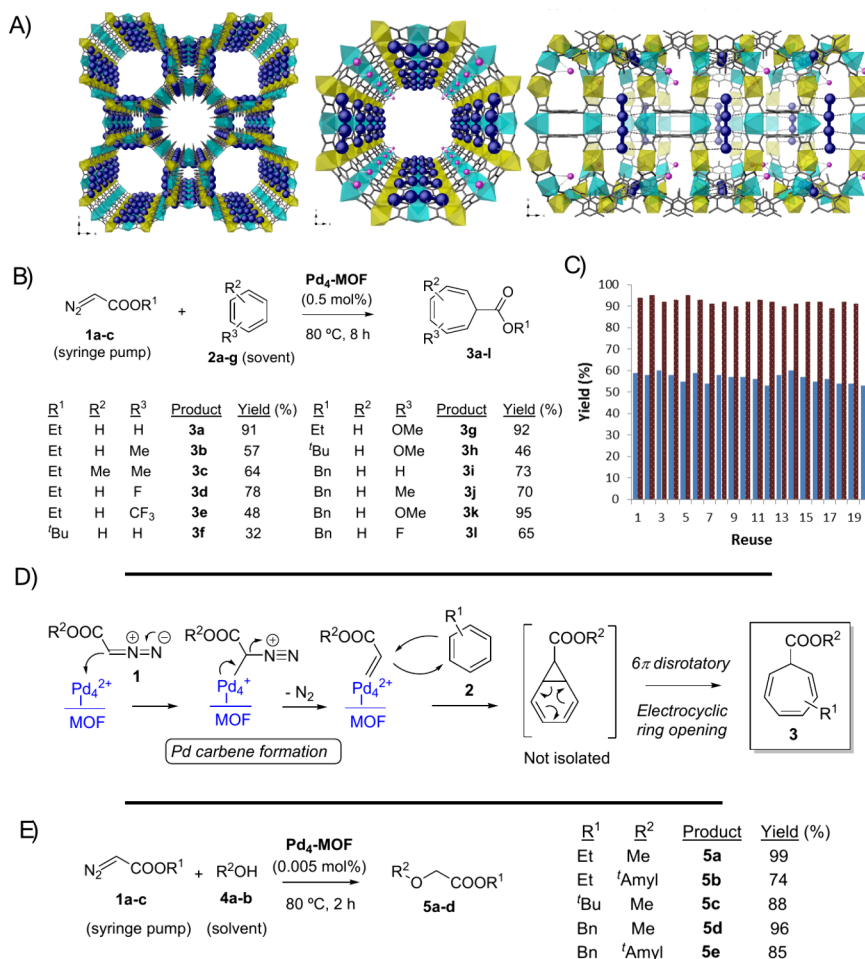 A)
B)
N₂ COOR¹
1a-c
(syringe pump)
+
R²
R³
2a-g (sovent)
Pd₄-MOF
(0.5 mol%)
80 ºC, 8 h
R²
R³
O
OR¹
3a-l
R¹ R² R³ Product Yield (%) R¹ R² R³ Product Yield (%)
Et H H 3a 91 Et H OMe 3g 92
Et H Me 3b 57 ᵗBu H OMe 3h 46
Et Me Me 3c 64 Bn H H 3i 73
Et H F 3d 78 Bn H Me 3j 70
Et H CF₃ 3e 48 Bn H OMe 3k 95
ᵗBu H H 3f 32 Bn H F 3l 65
C)
Yield (%)
100
90
80
70
60
50
40
30
20
10
0
1 3 5 7 9 11 13 15 17 19
Reuse
D)
R²OOC
N N
+ −
1
Pd₄²⁺
MOF
R²OOC
N≡N
+
Pd₄⁺
MOF
- N₂
R²OOC
Pd₄²⁺
MOF
Pd carbene formation
R¹
2
COOR²
Not isolated
6π disrotatory
Electrocyclic
ring opening
COOR²
R¹
3
E)
N₂ COOR¹
1a-c
(syringe pump)
+
R²OH
4a-b
(solvent)
Pd₄-MOF
(0.005 mol%)
80 ºC, 2 h
R² O COOR¹
5a-d
R¹ R² Product Yield (%)
Et Me 5a 99
Et ᵗAmyl 5b 74
ᵗBu Me 5c 88
Bn Me 5d 96
Bn ᵗAmyl 5e 85